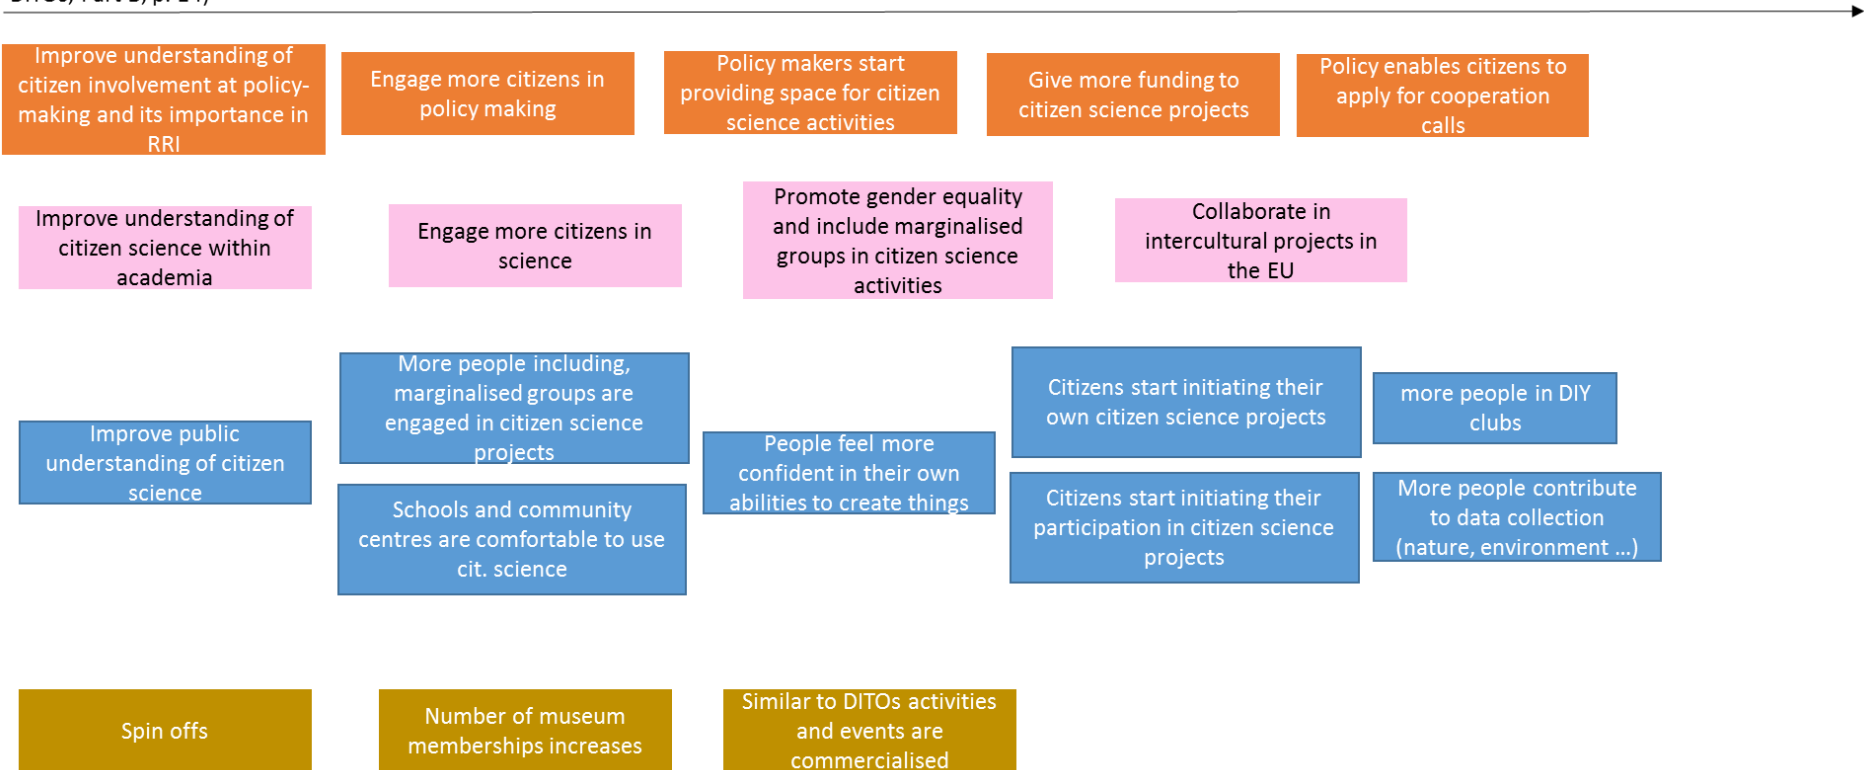 DITOs, Part B, p. 14)
Improve understanding of
citizen involvement at policy-
making and its importance in
RRI
Engage more citizens in
policy making
Policy makers start
providing space for citizen
science activities
Give more funding to
citizen science projects
Policy enables citizens to
apply for cooperation
calls
Improve understanding of
citizen science within
academia
Engage more citizens in
science
Promote gender equality
and include marginalised
groups in citizen science
activities
Collaborate in
intercultural projects in
the EU
Improve public
understanding of citizen
science
More people including,
marginalised groups are
engaged in citizen science
projects
Schools and community
centres are comfortable to use
cit. science
People feel more
confident in their own
abilities to create things
Citizens start initiating their
own citizen science projects
Citizens start initiating their
participation in citizen science
projects
more people in DIY
clubs
More people contribute
to data collection
(nature, environment ...)
Spin offs
Number of museum
memberships increases
Similar to DITOs activities
and events are
commercialised